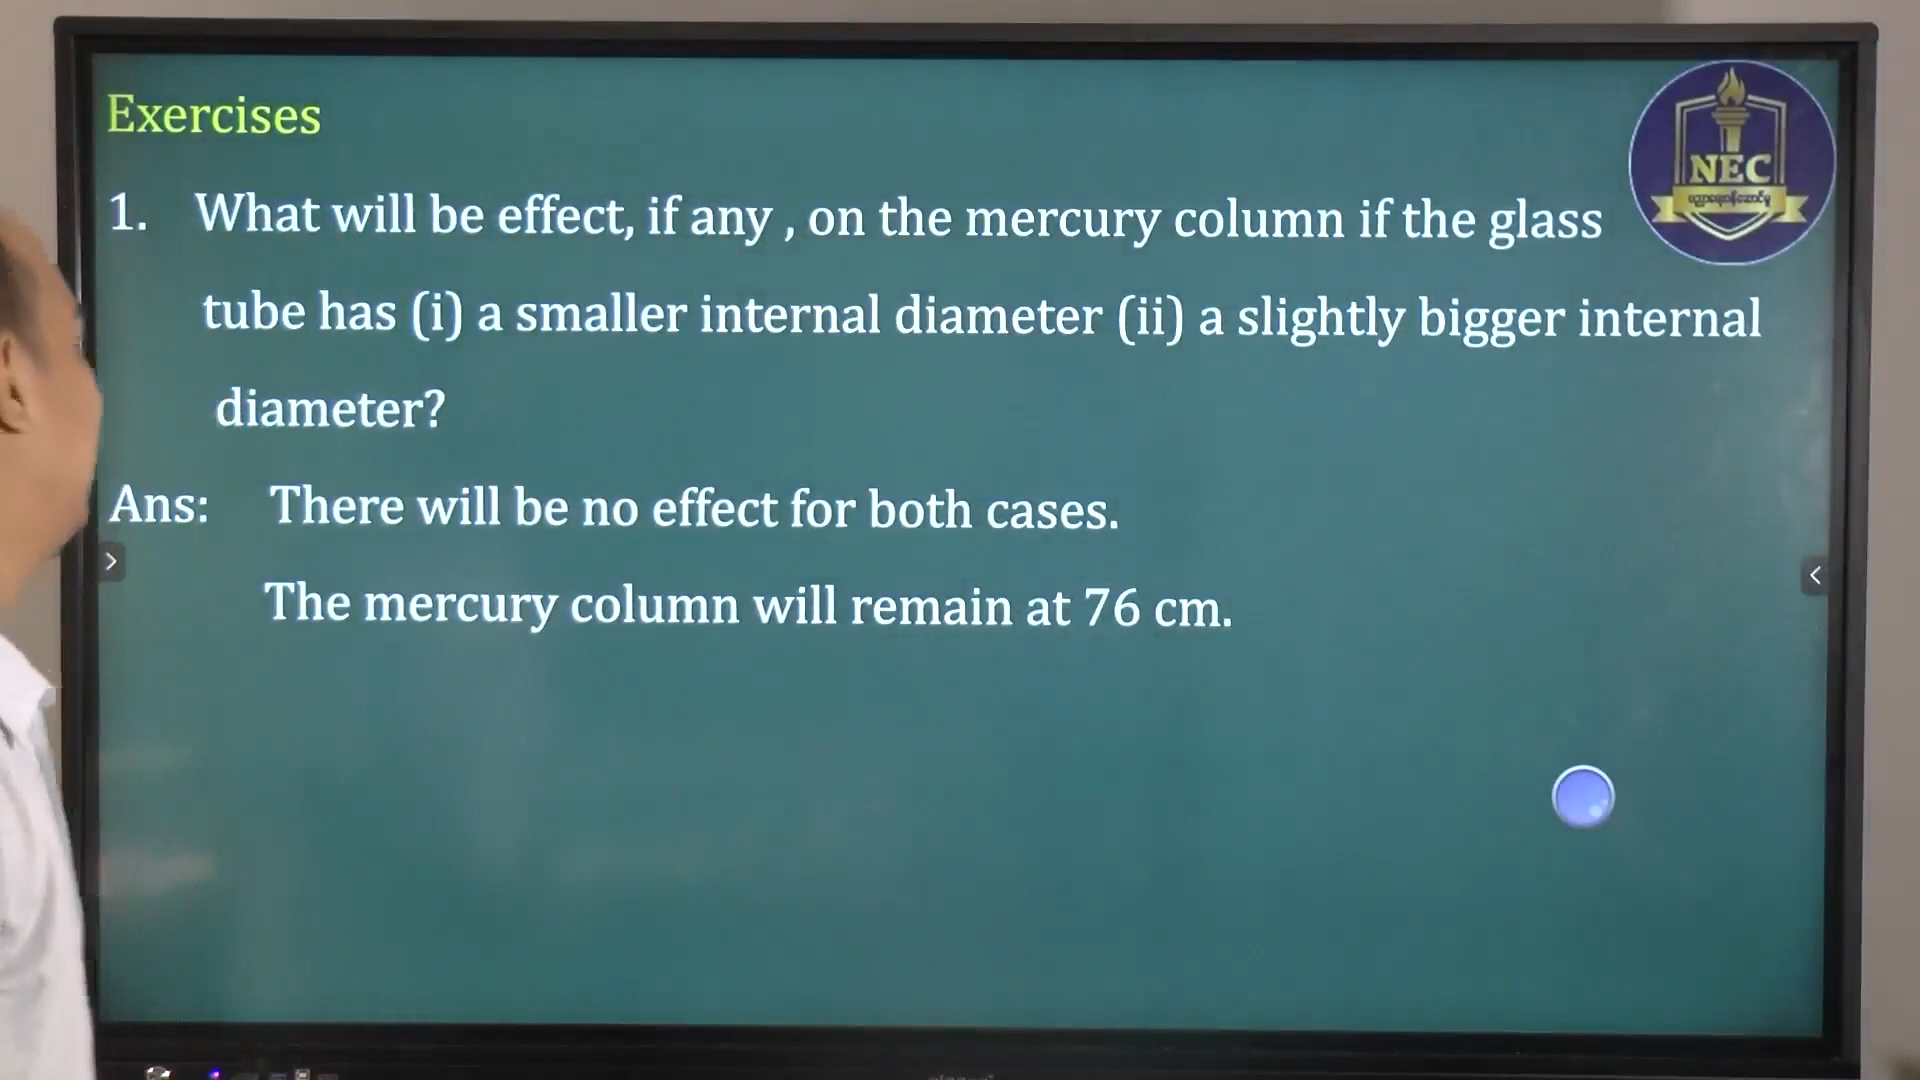 Exercises
NEC
1. What will be effect, if any , on the mercury column if the glass
tube has (i) a smaller internal diameter (ii) a slightly bigger internal
diameter?
Ans: There will be no effect for both cases.
The mercury column will remain at 76 cm.